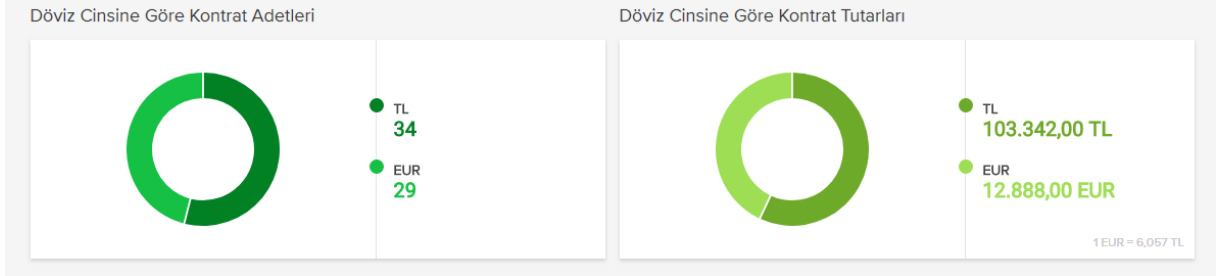 Döviz Cinsine Göre Kontrat Adetleri
TL
34
EUR
29
Döviz Cinsine Göre Kontrat Tutarları
TL
103.342,00 TL
EUR
12.888,00 EUR
1 EUR = 6,057 TL